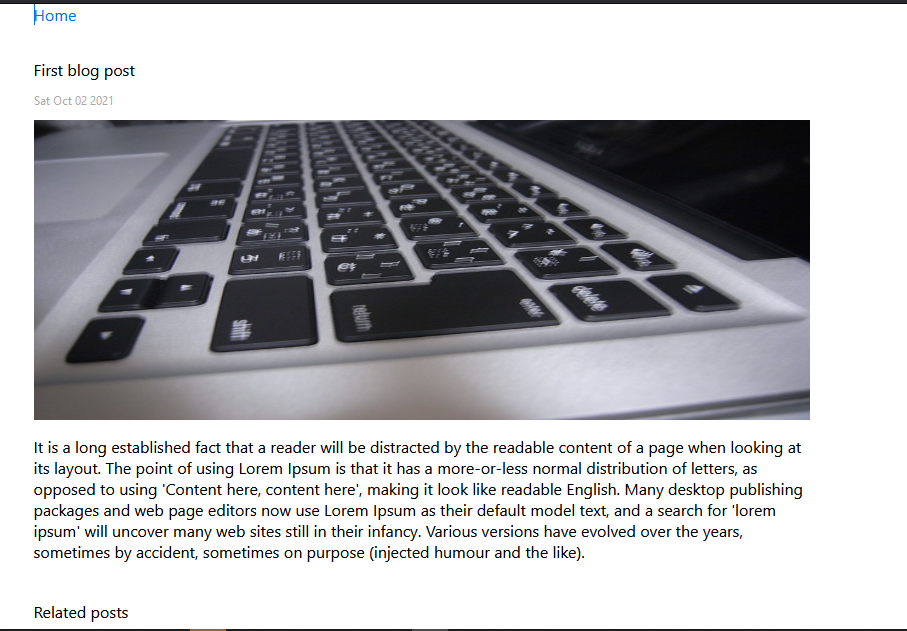 Home
First blog post
Sat Oct 02 2021
delete
enter
return
shift
It is a long established fact that a reader will be distracted by the readable content of a page when looking at
its layout. The point of using Lorem Ipsum is that it has a more-or-less normal distribution of letters, as
opposed to using 'Content here, content here', making it look like readable English. Many desktop publishing
packages and web page editors now use Lorem Ipsum as their default model text, and a search for 'lorem
ipsum' will uncover many web sites still in their infancy. Various versions have evolved over the years,
sometimes by accident, sometimes on purpose (injected humour and the like).
Related posts